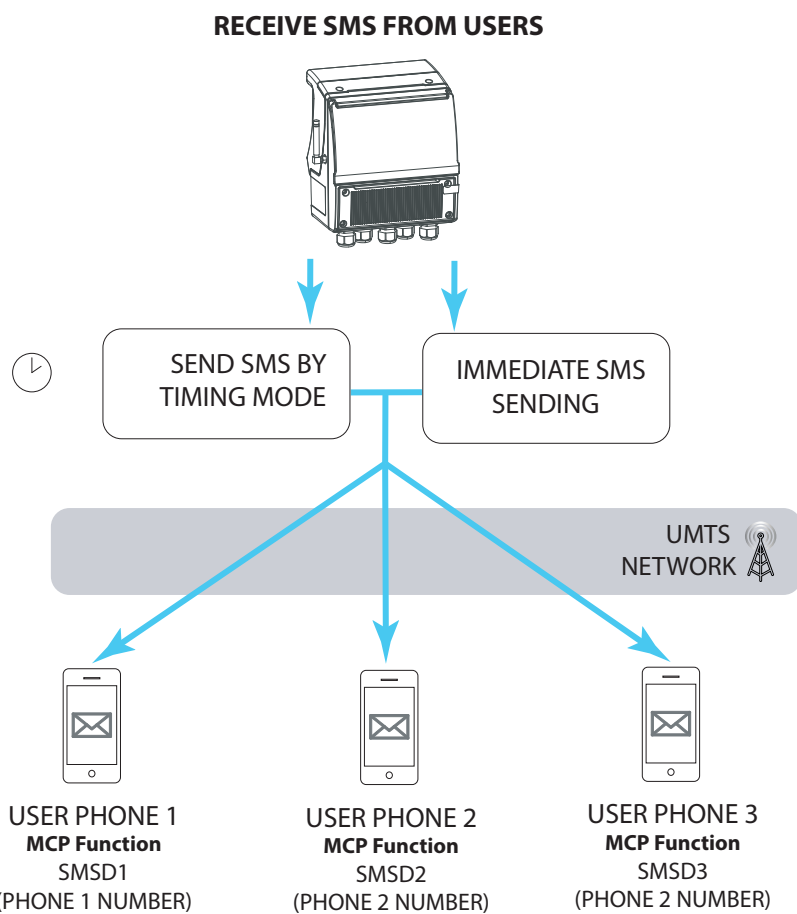 RECEIVE SMS FROM USERS
SEND SMS BY
TIMING MODE
IMMEDIATE SMS
SENDING
UMTS
NETWORK
USER PHONE 1
MCP Function
SMSD1
(PHONE 1 NUMBER)
USER PHONE 2
MCP Function
SMSD2
(PHONE 2 NUMBER)
USER PHONE 3
MCP Function
SMSD3
(PHONE 2 NUMBER)